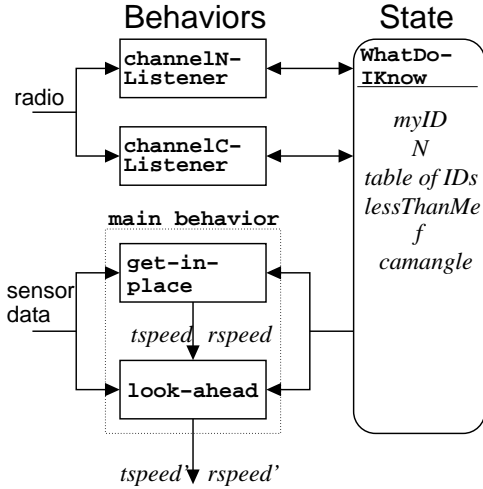 Behaviors
State
channelN-
Listener
WhatDo-
IKnow
radio
channelC-
Listener
myID
N
table of IDs
lessThanMe
f
camangle
main behavior
get-in-
place
sensor
data
tspeed rspeed
look-ahead
tspeed' rspeed'